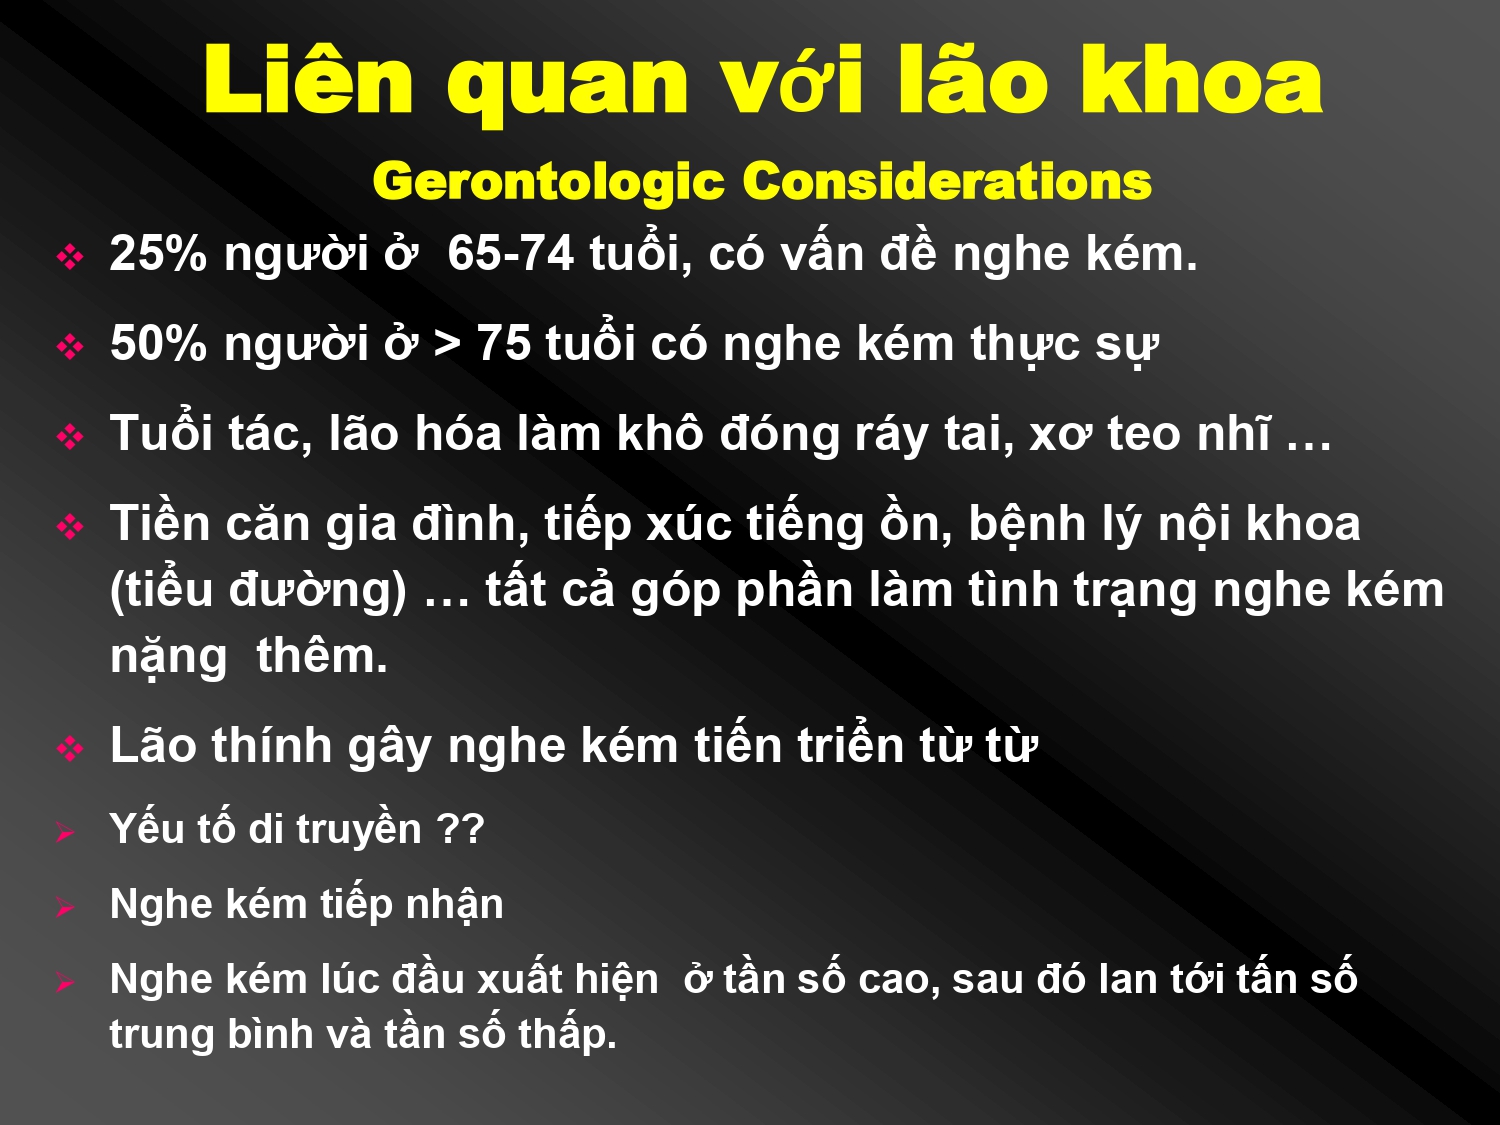 Liên quan với lão khoa
Gerontologic Considerations
25% người ở  65-74 tuổi, có vấn đề nghe kém.
50% người ở > 75 tuổi có nghe kém thực sự
Tuổi tác, lão hóa làm khô đóng ráy tai, xơ teo nhĩ …
Tiền căn gia đình, tiếp xúc tiếng ồn, bệnh lý nội khoa
(tiểu đường) … tất cả góp phần làm tình trạng nghe kém
nặng  thêm.
Lão thính gây nghe kém tiến triển từ từ
Yếu tố di truyền ??
Nghe kém tiếp nhận
Nghe kém lúc đầu xuất hiện  ở tần số cao, sau đó lan tới tấn số
trung bình và tần số thấp.